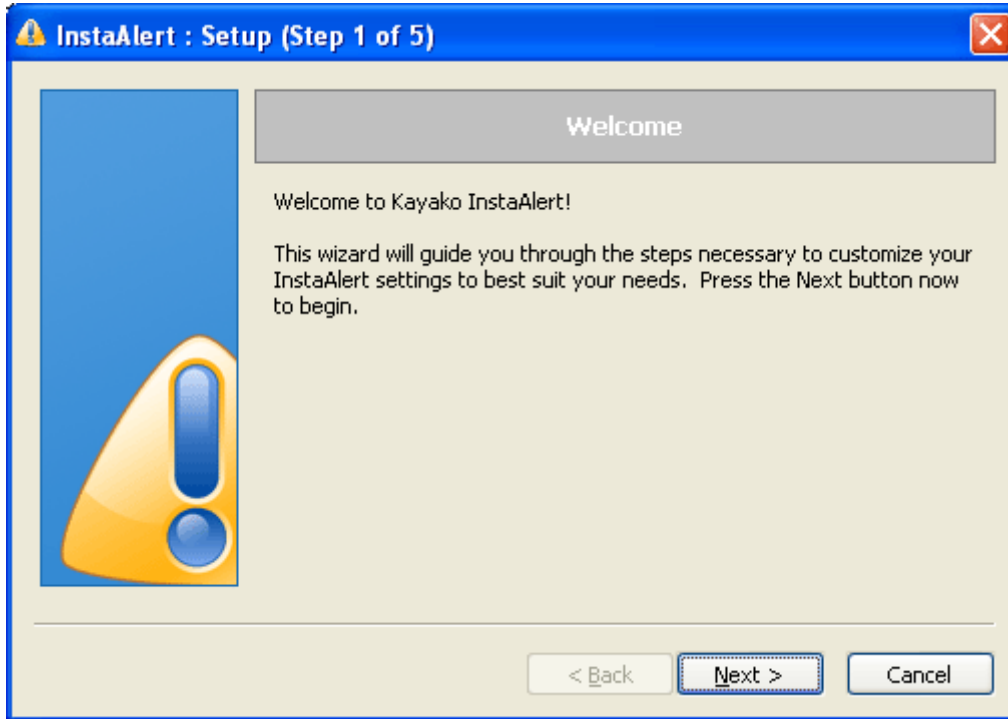 InstaAlert : Setup (Step 1 of 5)
Welcome
Welcome to Kayako InstaAlert!
This wizard will guide you through the steps necessary to customize your
InstaAlert settings to best suit your needs.  Press the Next button now
to begin.
< Back
Next >
Cancel